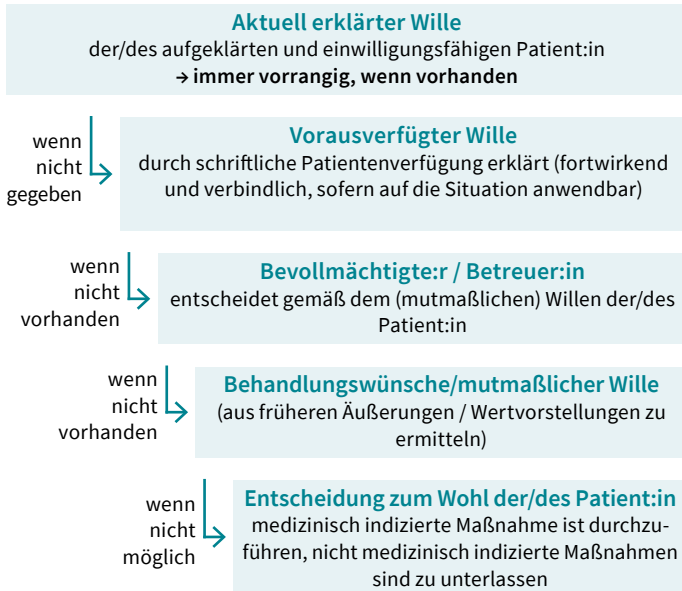 Aktuell erklärter Wille
der/des aufgeklärten und einwilligungsfähigen Patient:in
→ immer vorrangig, wenn vorhanden
wenn
nicht
gegeben
Vorausverfügter Wille
durch schriftliche Patientenverfügung erklärt (fortwirkend
und verbindlich, sofern auf die Situation anwendbar)
wenn
nicht
vorhanden
Bevollmächtigte:r / Betreuer:in
entscheidet gemäß dem (mutmaßlichen) Willen der/des
Patient:in
wenn
nicht
vorhanden
Behandlungswünsche/mutmaßlicher Wille
(aus früheren Äußerungen / Wertvorstellungen zu
ermitteln)
wenn
nicht
möglich
Entscheidung zum Wohl der/des Patient:in
medizinisch indizierte Maßnahme ist durchzu-
führen, nicht medizinisch indizierte Maßnahmen
sind zu unterlassen